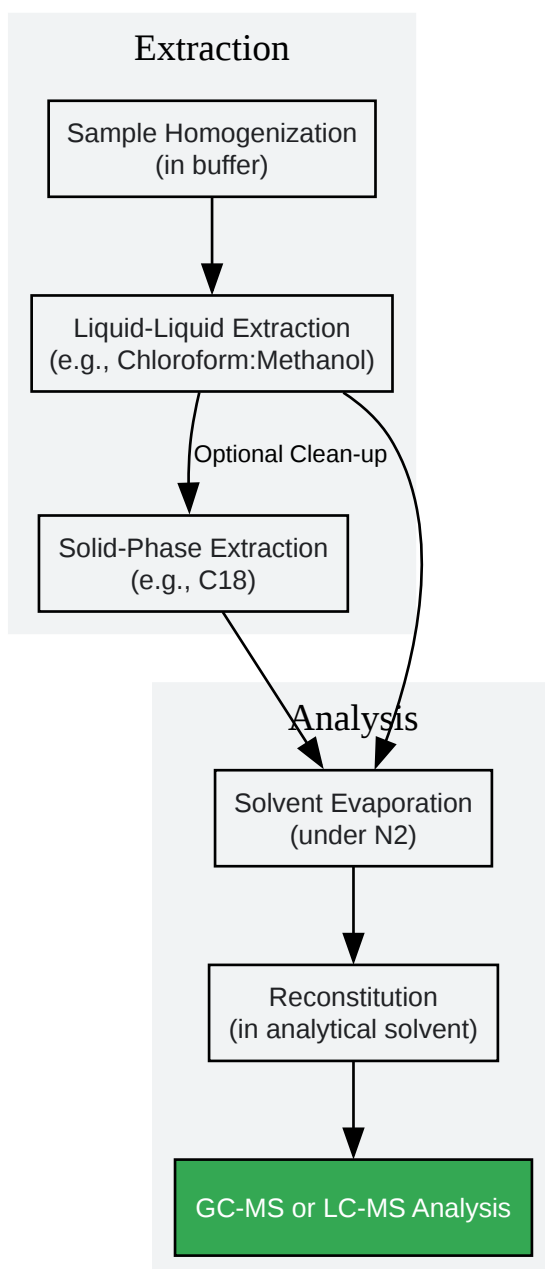 Extraction
Sample Homogenization
(in buffer)
Liquid-Liquid Extraction
(e.g., Chloroform:Methanol)
Optional Clean-up
Solid-Phase Extraction
(e.g., C18)
Analysis
Solvent Evaporation
(under N2)
Reconstitution
(in analytical solvent)
GC-MS or LC-MS Analysis